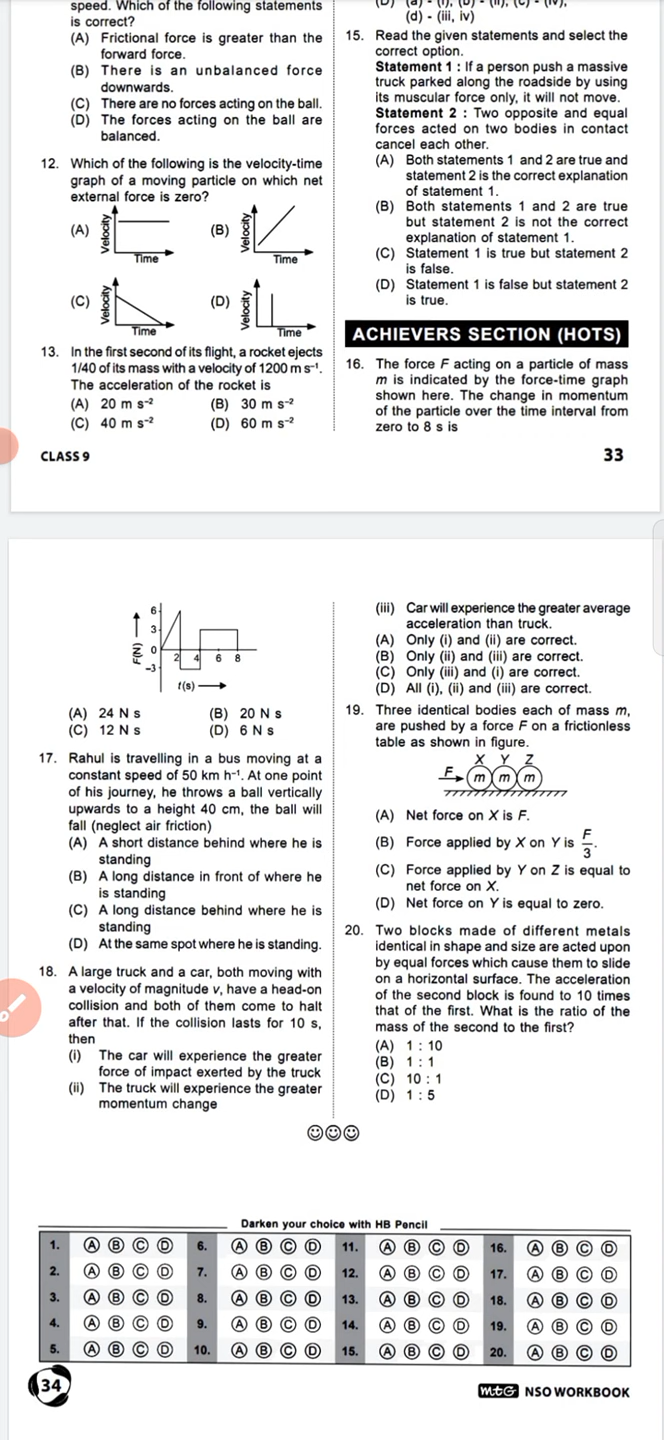 speed. Which of the following statements
is correct?
(A) Frictional force is greater than the
forward force.
(B) There is an unbalanced force
downwards.
(C) There are no forces acting on the ball.
(D) The forces acting on the ball are
balanced.
12. Which of the following is the velocity-time
graph of a moving particle on which net
external force is zero?
(A) Velocity Time
(B) Velocity Time
(C) Velocity Time
(D) Velocity Time
13. In the first second of its flight, a rocket ejects
1/40 of its mass with a velocity of 1200 m s⁻¹.
The acceleration of the rocket is
(A) 20 m s⁻² (B) 30 m s⁻²
(C) 40 m s⁻² (D) 60 m s⁻²
(d) - (iii, iv)
15. Read the given statements and select the
correct option.
Statement 1 : If a person push a massive
truck parked along the roadside by using
its muscular force only, it will not move.
Statement 2 : Two opposite and equal
forces acted on two bodies in contact
cancel each other.
(A) Both statements 1 and 2 are true and
statement 2 is the correct explanation
of statement 1.
(B) Both statements 1 and 2 are true
but statement 2 is not the correct
explanation of statement 1.
(C) Statement 1 is true but statement 2
is false.
(D) Statement 1 is false but statement 2
is true.
ACHIEVERS SECTION (HOTS)
16. The force F acting on a particle of mass
m is indicated by the force-time graph
shown here. The change in momentum
of the particle over the time interval from
zero to 8 s is
CLASS 9
33
6
3
0
–3
F(N)
2 4 6 8
t(s)
(A) 24 N s (B) 20 N s
(C) 12 N s (D) 6 N s
17. Rahul is travelling in a bus moving at a
constant speed of 50 km h⁻¹. At one point
of his journey, he throws a ball vertically
upwards to a height 40 cm, the ball will
fall (neglect air friction)
(A) A short distance behind where he is
standing
(B) A long distance in front of where he
is standing
(C) A long distance behind where he is
standing
(D) At the same spot where he is standing.
18. A large truck and a car, both moving with
a velocity of magnitude v, have a head-on
collision and both of them come to halt
after that. If the collision lasts for 10 s,
then
(i) The car will experience the greater
force of impact exerted by the truck
(ii) The truck will experience the greater
momentum change
(iii) Car will experience the greater average
acceleration than truck.
(A) Only (i) and (ii) are correct.
(B) Only (ii) and (iii) are correct.
(C) Only (iii) and (i) are correct.
(D) All (i), (ii) and (iii) are correct.
19. Three identical bodies each of mass m,
are pushed by a force F on a frictionless
table as shown in figure.
X Y Z
F m m m
(A) Net force on X is F.
(B) Force applied by X on Y is F/3.
(C) Force applied by Y on Z is equal to
net force on X.
(D) Net force on Y is equal to zero.
20. Two blocks made of different metals
identical in shape and size are acted upon
by equal forces which cause them to slide
on a horizontal surface. The acceleration
of the second block is found to 10 times
that of the first. What is the ratio of the
mass of the second to the first?
(A) 1 : 10
(B) 1 : 1
(C) 10 : 1
(D) 1 : 5
Darken your choice with HB Pencil
1. A B C D 6. A B C D 11. A B C D 16. A B C D
2. A B C D 7. A B C D 12. A B C D 17. A B C D
3. A B C D 8. A B C D 13. A B C D 18. A B C D
4. A B C D 9. A B C D 14. A B C D 19. A B C D
5. A B C D 10. A B C D 15. A B C D 20. A B C D
34
mtG NSO WORKBOOK